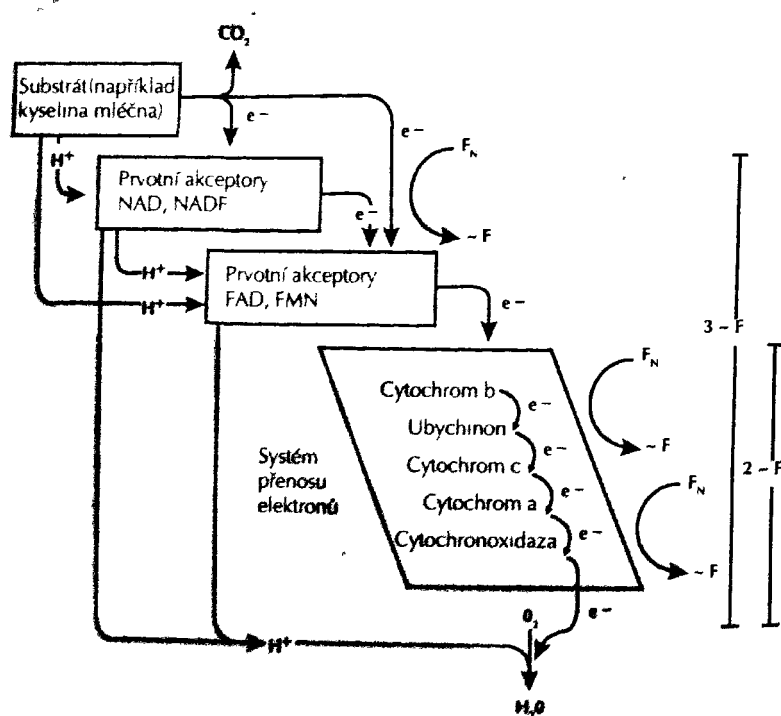 CO₂
Substrát(například
kyselina mléčna)
e−
e−
H⁺
F_N
Prvotní akceptory
NAD, NADF
e−
~ F
H⁺
Prvotní akceptory
FAD, FMN
H⁺
e−
3 ~ F
F_N
Cytochrom b
e−
Ubychinon
~ F
e−
Systém
přenosu
elektronů
Cytochrom c
2 ~ F
e−
F_N
Cytochrom a
e−
Cytochronoxidaza
~ F
O₂
e−
H⁺
H₂O